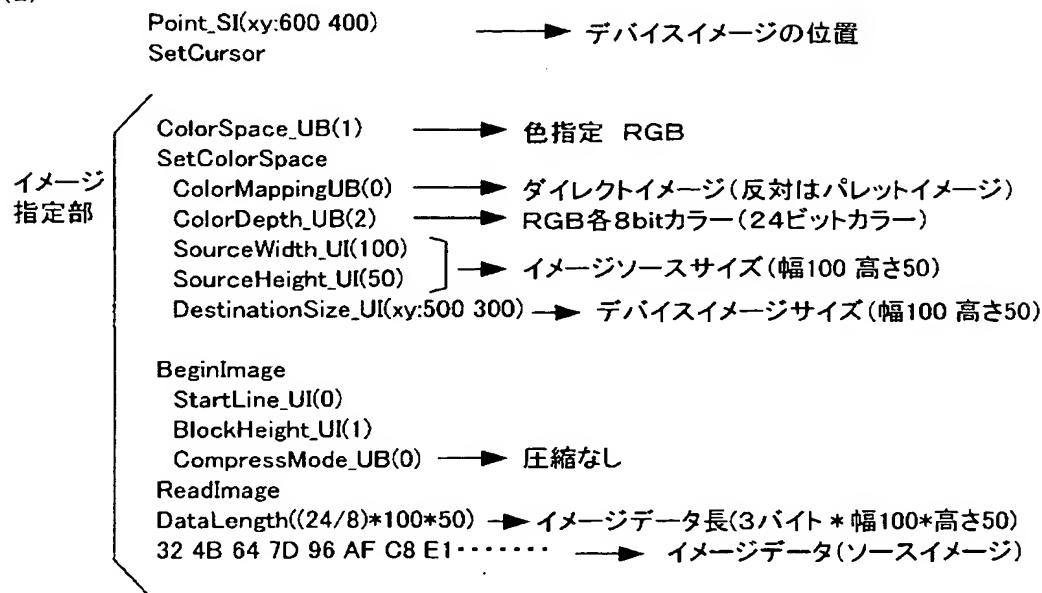 Point_SI(xy:600 400) → デバイスイメージの位置
SetCursor
イメージ
指定部
ColorSpace_UB(1) → 色指定 RGB
SetColorSpace
ColorMappingUB(0) → ダイレクトイメージ(反対はパレットイメージ)
ColorDepth_UB(2) → RGB各8bitカラー(24ビットカラー)
SourceWidth_UI(100)
SourceHeight_UI(50)
→ イメージソースサイズ(幅100 高さ50)
DestinationSize_UI(xy:500 300) → デバイスイメージサイズ(幅100 高さ50)
BeginImage
StartLine_UI(0)
BlockHeight_UI(1)
CompressMode_UB(0) → 圧縮なし
ReadImage
DataLength((24/8)*100*50) → イメージデータ長(3バイト*幅100*高さ50)
32 4B 64 7D 96 AF C8 E1······· → イメージデータ(ソースイメージ)